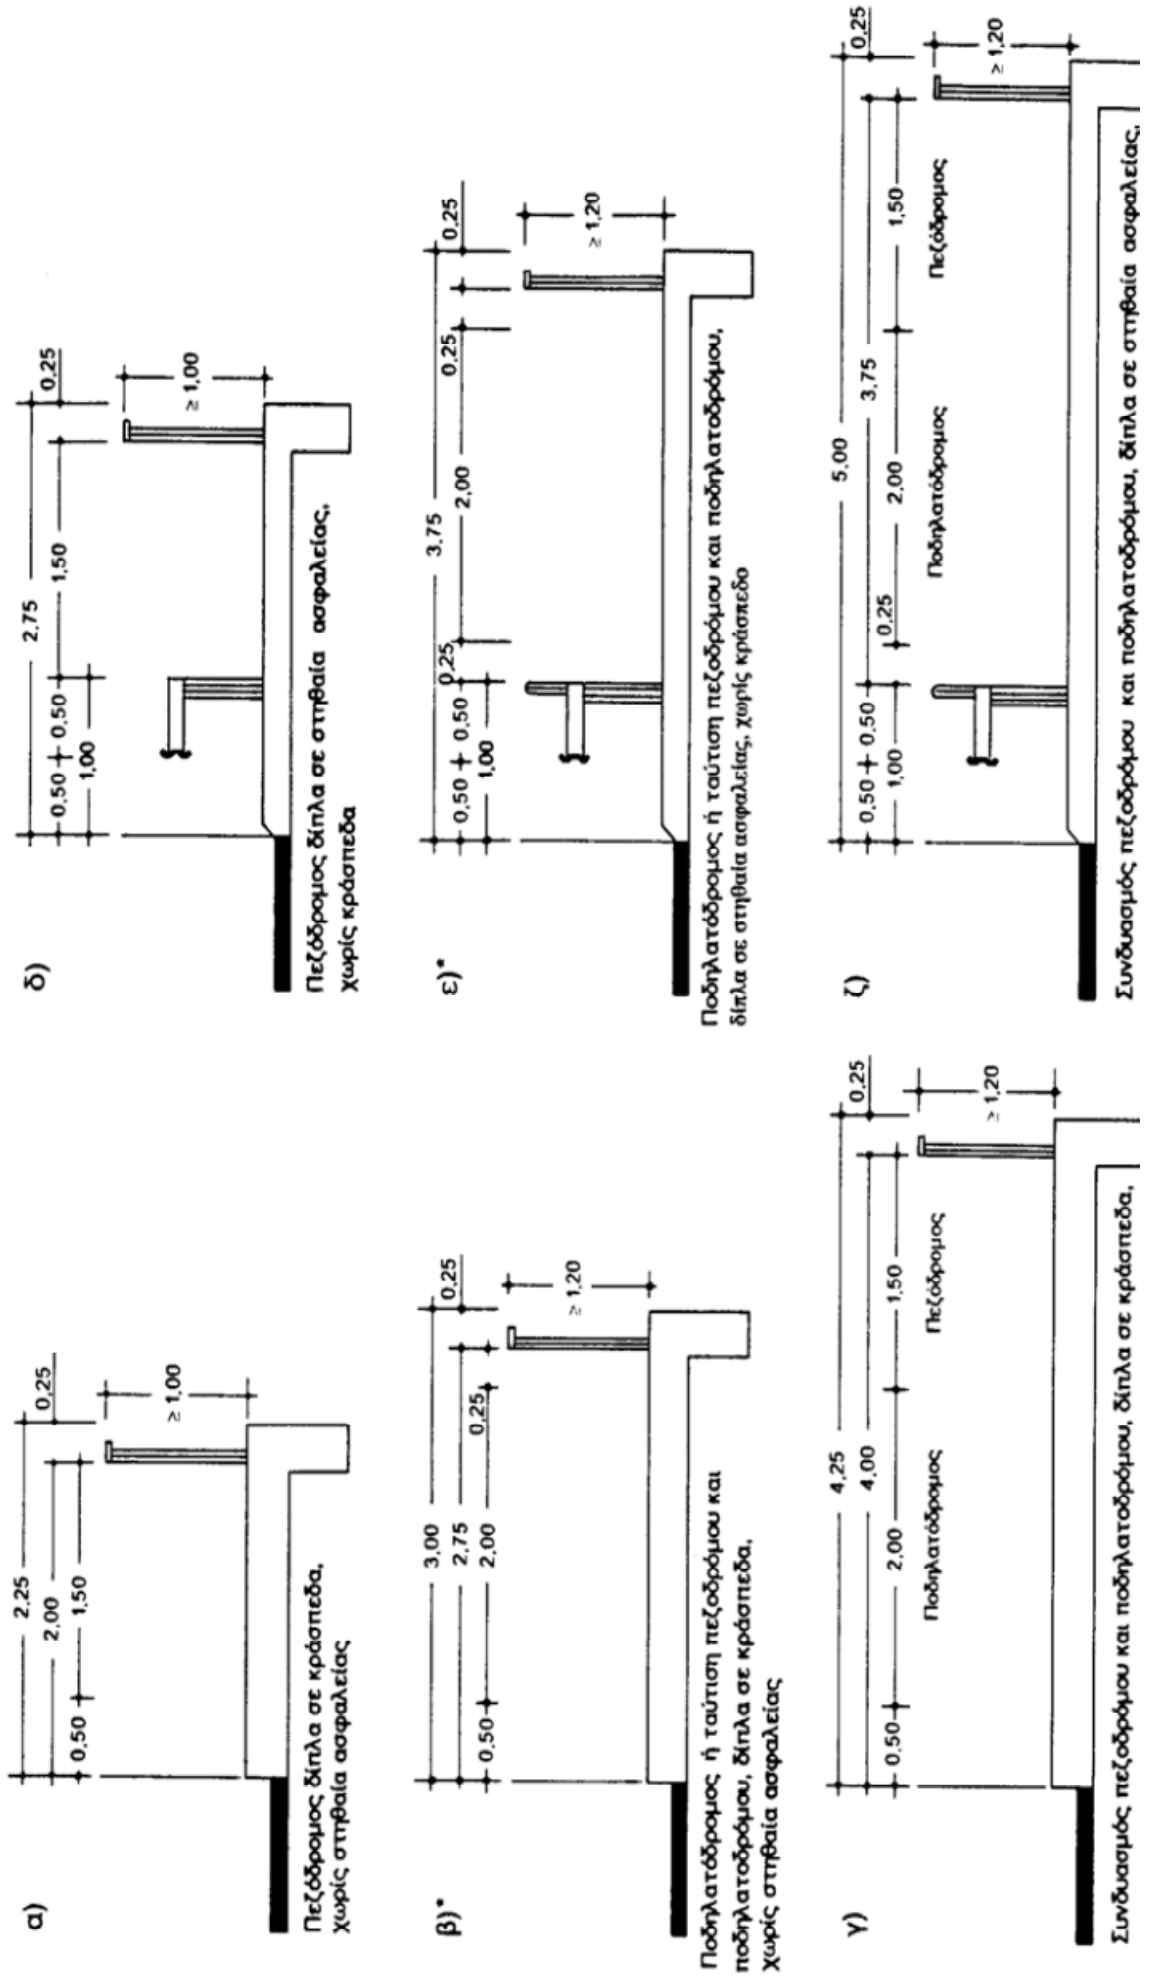 α)
2,25
2,00
0,25
0,50
1,50
≥ 1,00
Πεζόδρομος δίπλα σε κράσπεδα,
χωρίς στηθαία ασφαλείας
δ)
2,75
0,25
0,50
0,50
1,50
1,00
≥ 1,00
Πεζόδρομος δίπλα σε στηθαία ασφαλείας,
χωρίς κράσπεδα
β)*
3,00
0,25
2,75
0,50
2,00
0,25
≥ 1,20
Ποδηλατόδρομος ή ταύτιση πεζοδρόμου και
ποδηλατοδρόμου, δίπλα σε κράσπεδα,
χωρίς στηθαία ασφαλείας
ε)*
3,75
0,25
0,50
0,50
0,25
2,00
0,25
1,00
≥ 1,20
Ποδηλατόδρομος ή ταύτιση πεζοδρόμου και ποδηλατοδρόμου,
δίπλα σε στηθαία ασφαλείας, χωρίς κράσπεδο
γ)
4,25
4,00
0,25
0,50
2,00
1,50
Ποδηλατόδρομος
Πεζόδρομος
≥ 1,20
Συνδυασμός πεζοδρόμου και ποδηλατοδρόμου, δίπλα σε κράσπεδα,
ζ)
5,00
0,50
0,50
3,75
0,25
1,00
0,25
2,00
1,50
Ποδηλατόδρομος
Πεζόδρομος
≥ 1,20
Συνδυασμός πεζοδρόμου και ποδηλατοδρόμου, δίπλα σε στηθαία ασφαλείας,